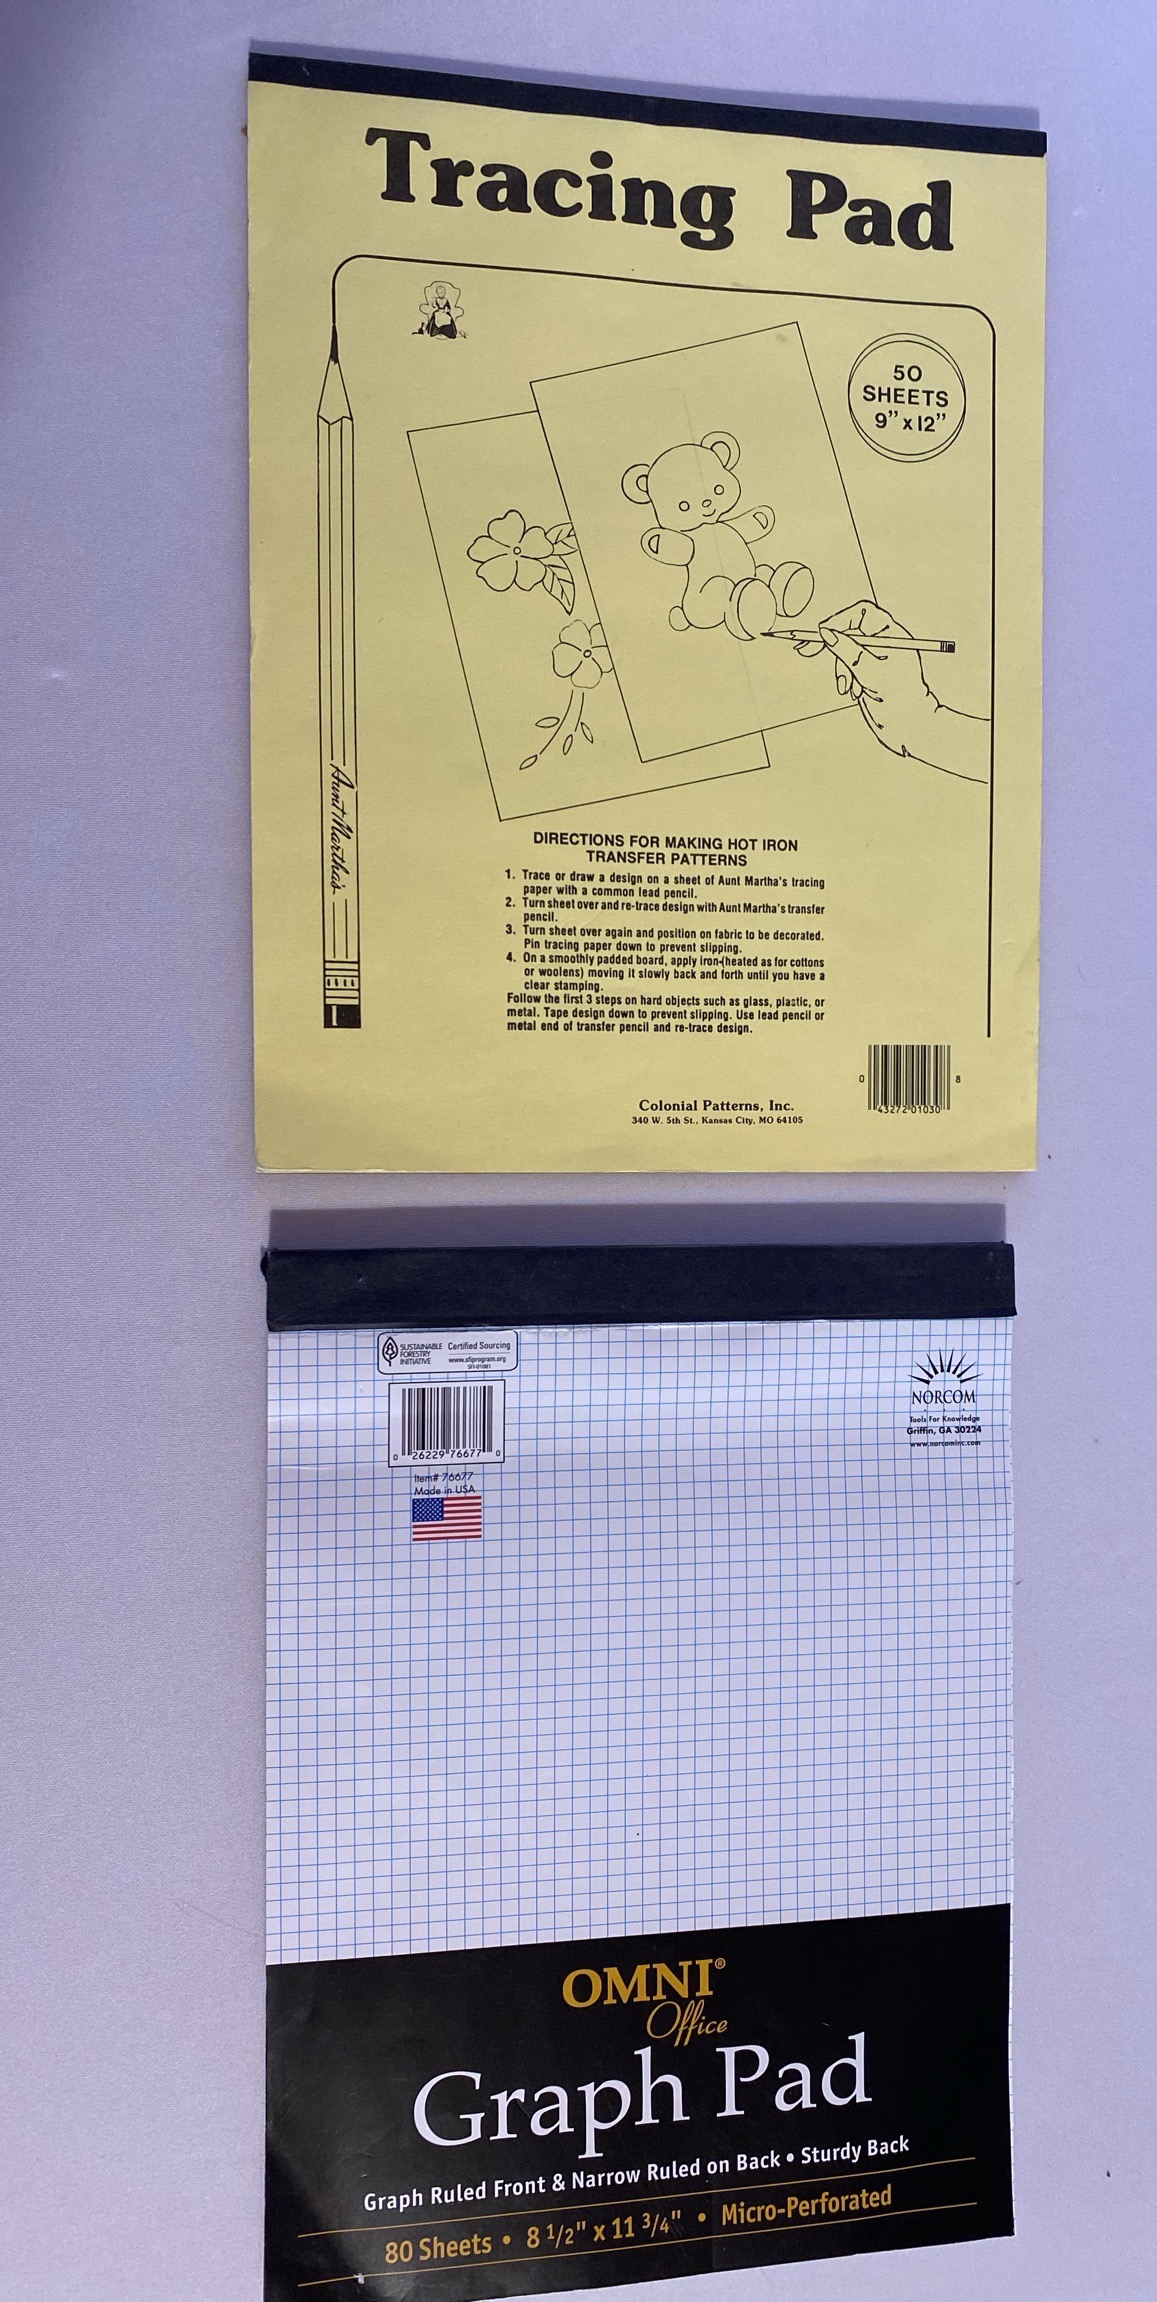 Tracing Pad
50
SHEETS
9" x 12"
Aunt Martha's
DIRECTIONS FOR MAKING HOT IRON
TRANSFER PATTERNS
1. Trace or draw a design on a sheet of Aunt Martha's tracing
paper with a common lead pencil.
2. Turn sheet over and re-trace design with Aunt Martha's transfer
pencil.
3. Turn sheet over again and position on fabric to be decorated.
Pin tracing paper down to prevent slipping.
4. On a smoothly padded board, apply iron-(heated as for cottons
or woolens) moving it slowly back and forth until you have a
clear stamping.
Follow the first 3 steps on hard objects such as glass, plastic, or
metal. Tape design down to prevent slipping. Use lead pencil or
metal end of transfer pencil and re-trace design.
0 43272 01030 8
Colonial Patterns, Inc.
340 W. 5th St., Kansas City, MO 64105
SUSTAINABLE
FORESTRY
INITIATIVE
Certified Sourcing
www.sfiprogram.org
SFI-01081
0 26229 76677 0
Item# 76677
Made in USA
NORCOM
Tools For Knowledge
Griffin, GA 30224
www.norcominc.com
OMNI®
Office
Graph Pad
Graph Ruled Front & Narrow Ruled on Back • Sturdy Back
80 Sheets • 8 1/2" x 11 3/4" • Micro-Perforated